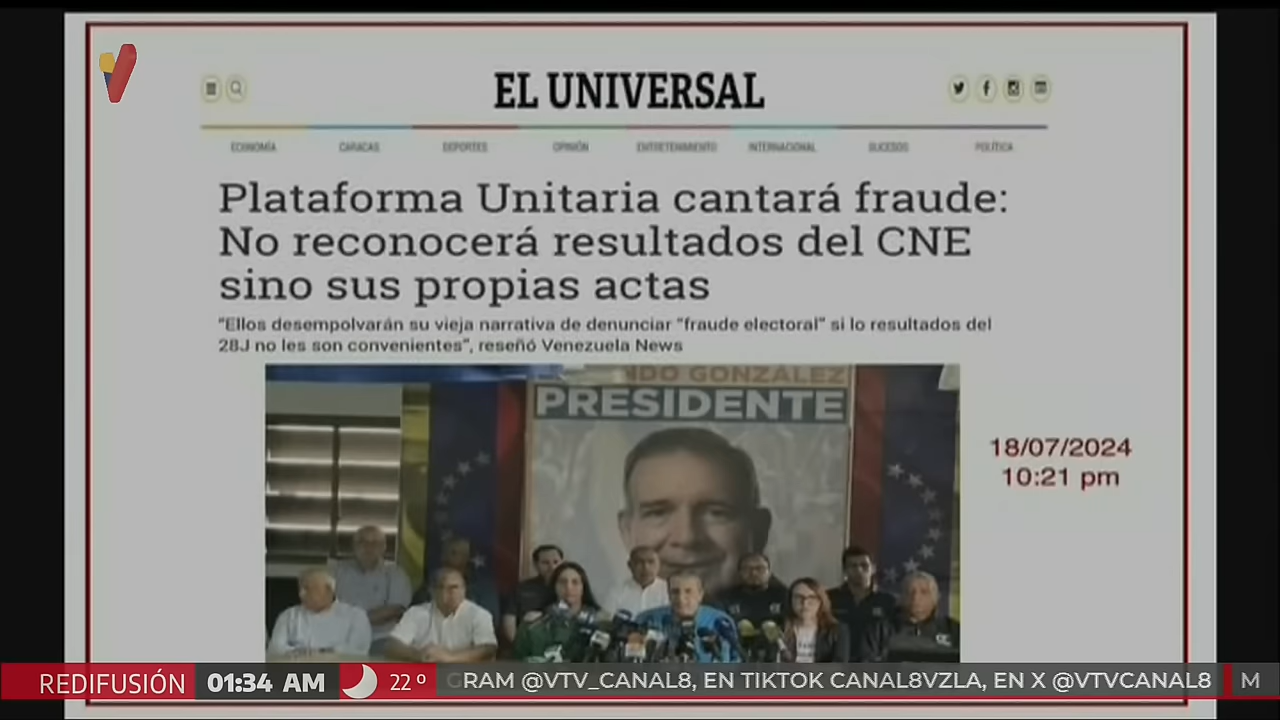 EL UNIVERSAL
ECONOMÍA CARACAS DEPORTES OPINIÓN ENTRETENIMIENTO INTERNACIONAL SUCESOS POLÍTICA
Plataforma Unitaria cantará fraude:
No reconocerá resultados del CNE
sino sus propias actas
“Ellos desempolvarán su vieja narrativa de denunciar “fraude electoral” si lo resultados del
28J no les son convenientes”, reseñó Venezuela News
NDO GONZÁLEZ
PRESIDENTE
18/07/2024
10:21 pm
REDIFUSIÓN 01:34 AM 22 º GRAM @VTV_CANAL8, EN TIKTOK CANAL8VZLA, EN X @VTVCANAL8 M